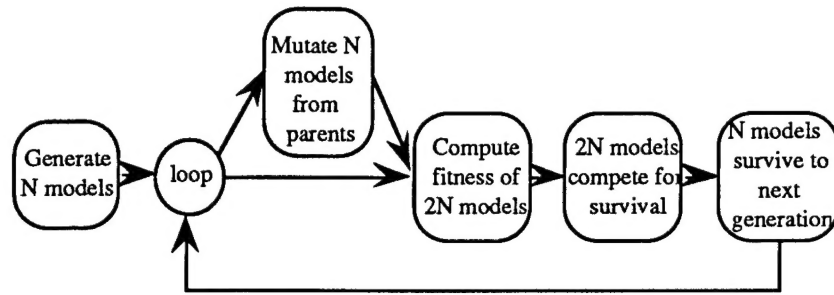 Mutate N
models
from
parents
Generate
N models
loop
Compute
fitness of
2N models
2N models
compete for
survival
N models
survive to
next
generation